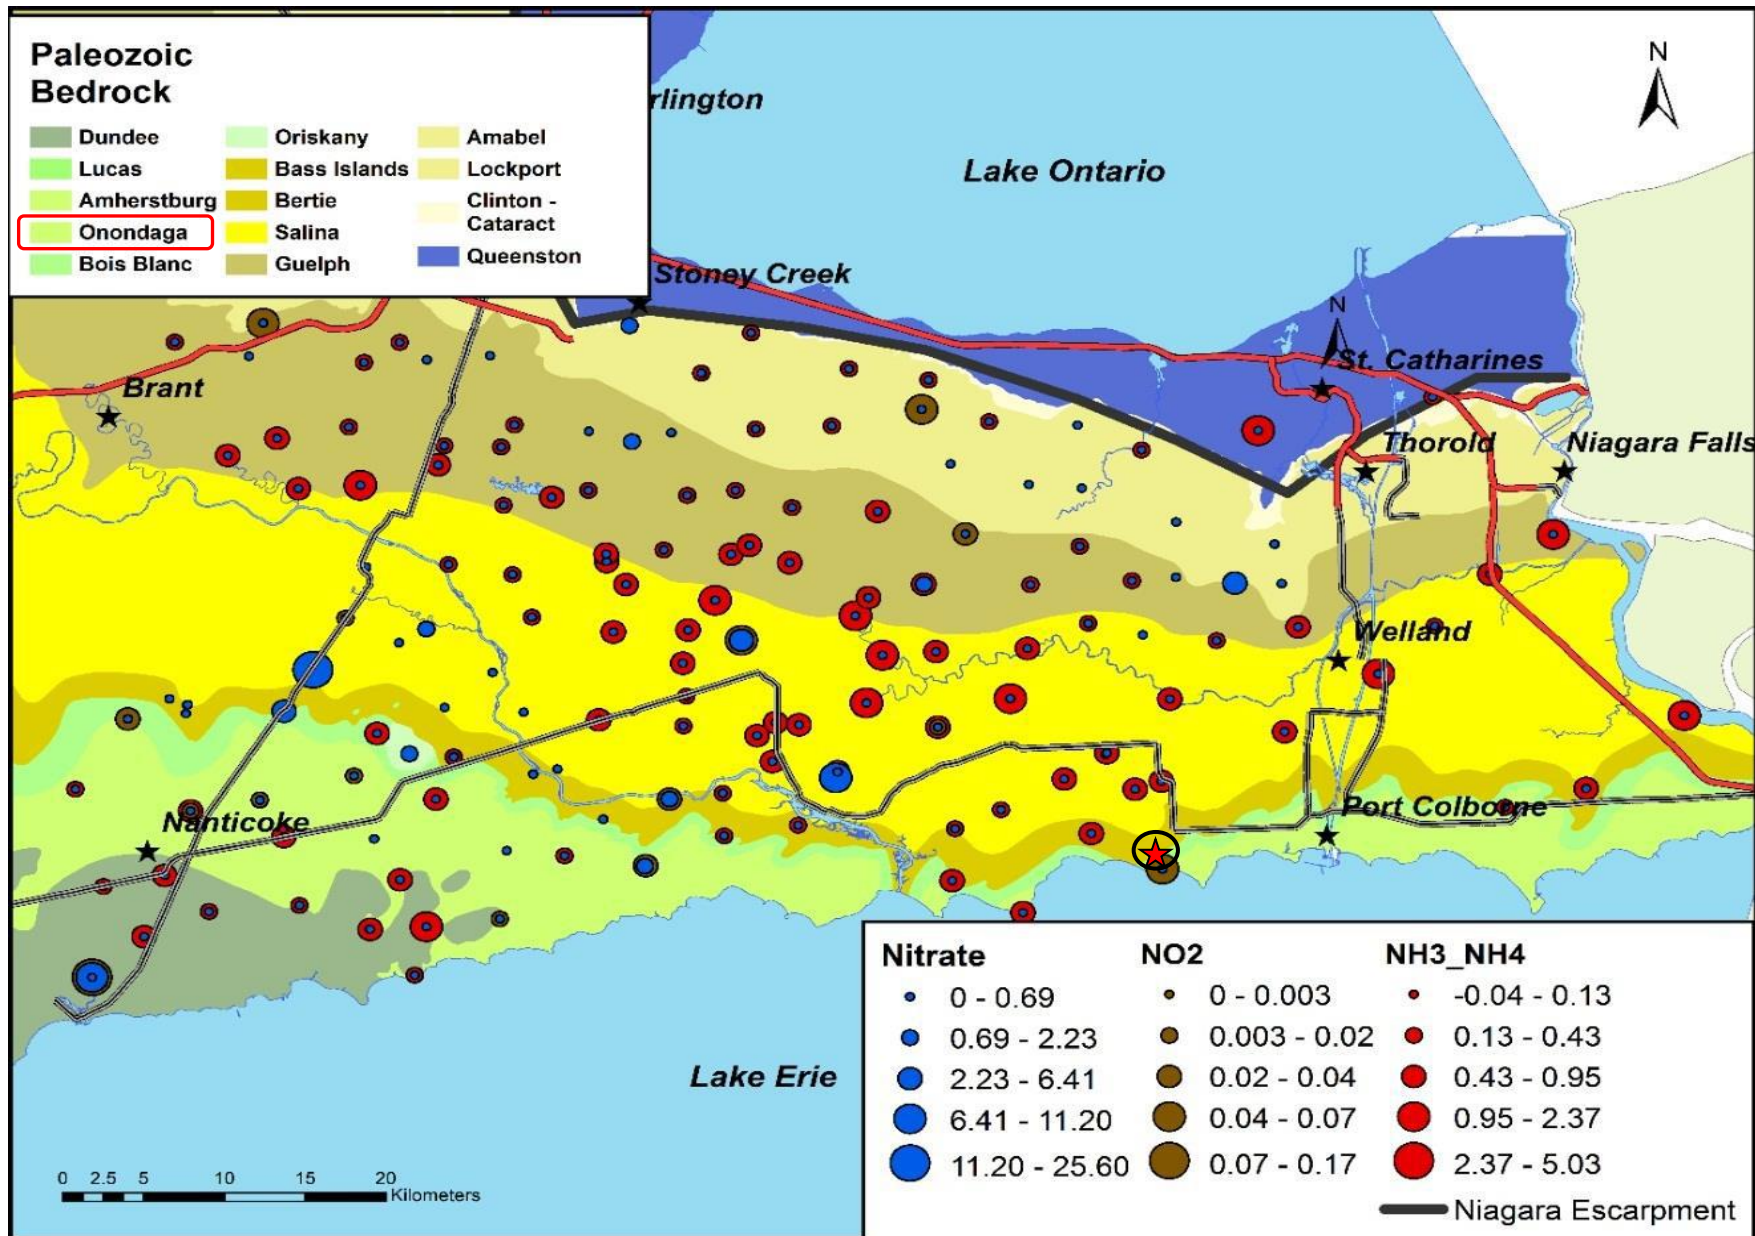 Paleozoic
Bedrock
Dundee
Lucas
Amherstburg
Onondaga
Bois Blanc
Oriskany
Bass Islands
Bertie
Salina
Guelph
Amabel
Lockport
Clinton -
Cataract
Queenston
rlington
N
Lake Ontario
Stoney Creek
N
St. Catharines
Brant
Thorold
Niagara Falls
Welland
Nanticoke
Port Colborne
Lake Erie
0 2.5 5 10 15 20
Kilometers
Nitrate
0 - 0.69
0.69 - 2.23
2.23 - 6.41
6.41 - 11.20
11.20 - 25.60
NO2
0 - 0.003
0.003 - 0.02
0.02 - 0.04
0.04 - 0.07
0.07 - 0.17
NH3_NH4
-0.04 - 0.13
0.13 - 0.43
0.43 - 0.95
0.95 - 2.37
2.37 - 5.03
Niagara Escarpment